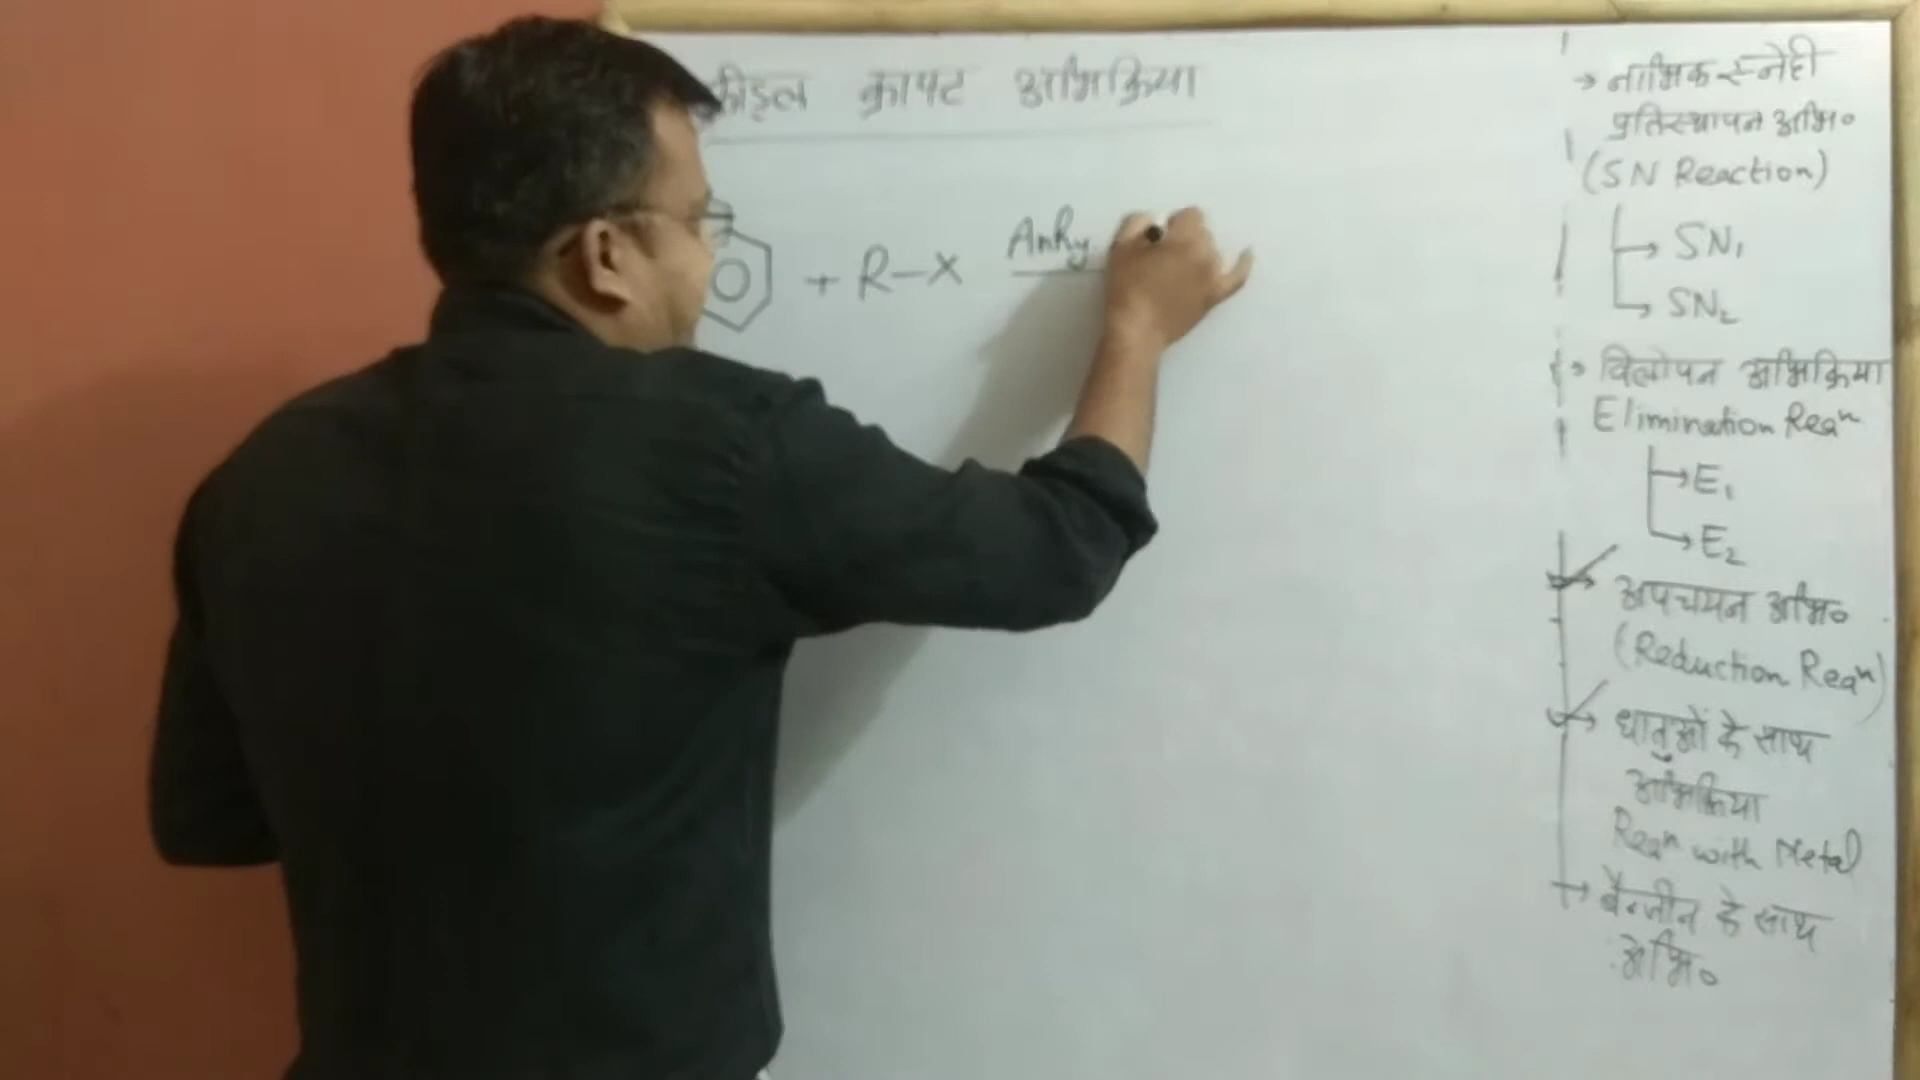 फ्रीडल क्राफ्ट अभिक्रिया
+ R-X Anhy
→ नाभिक स्नेही
प्रतिस्थापन अभि०
(SN Reaction)
→ SN₁
→ SN₂
→ विलोपन अभिक्रिया
Elimination Reaⁿ
→ E₁
→ E₂
→ अपचयन अभि०
(Reduction Reaⁿ)
→ धातुओं के साथ
अभिक्रिया
Reaⁿ with Metal
→ बैन्जीन के साथ
अभि०